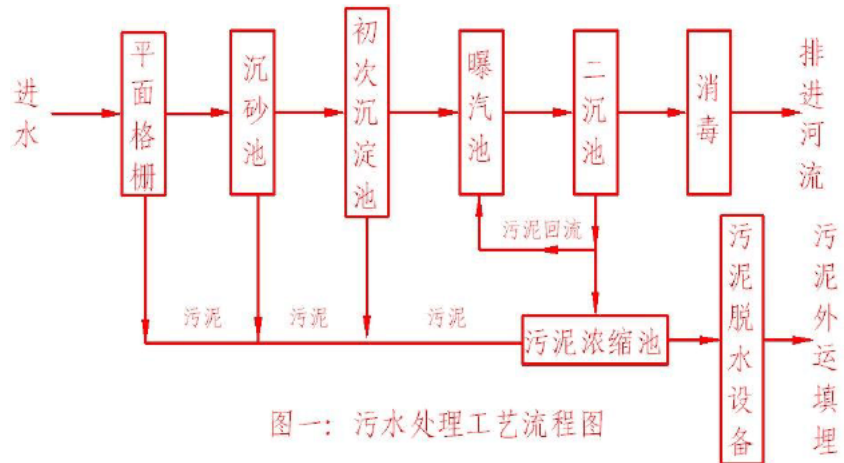 进水
平面格栅
沉砂池
初次沉淀池
曝汽池
二沉池
消毒
排进河流
污泥回流
污泥
污泥
污泥
污泥浓缩池
污泥脱水设备
污泥外运填埋
图一：污水处理工艺流程图